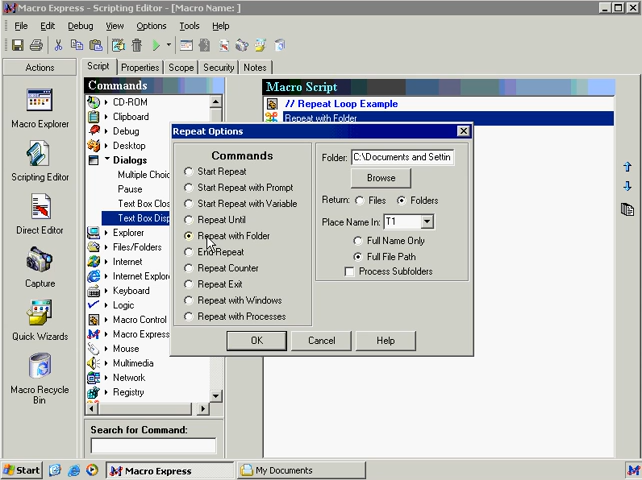 Macro Express - Scripting Editor - [Macro Name: ]
File Edit View Debug Options Tools Help
Actions
Script Properties Scope Security Notes
Macro Explorer
Scripting Editor
Direct Editor
Capture
Quick Wizards
Macro Recycle
Bin
Commands
CD-ROM
Clipboard
Debug
Desktop
Dialogs
Multiple Choic
Pause
Text Box Clos
Text Box Disp
Explorer
Files/Folders
Internet
Internet Explor
Keyboard
Logic
Macro Control
Macro Express
Mouse
Multimedia
Network
Registry
Search for Command:
Macro Script
// Repeat Loop Example
Repeat with Folder
Repeat Options
Commands
Start Repeat
Start Repeat with Prompt
Start Repeat with Variable
Repeat Until
Repeat with Folder
End Repeat
Repeat Counter
Repeat Exit
Repeat with Windows
Repeat with Processes
Folder: C:\Documents and Settin
Browse
Return: Files Folders
Place Name In: T1
Full Name Only
Full File Path
Process Subfolders
OK Cancel Help
Start Macro Express My Documents